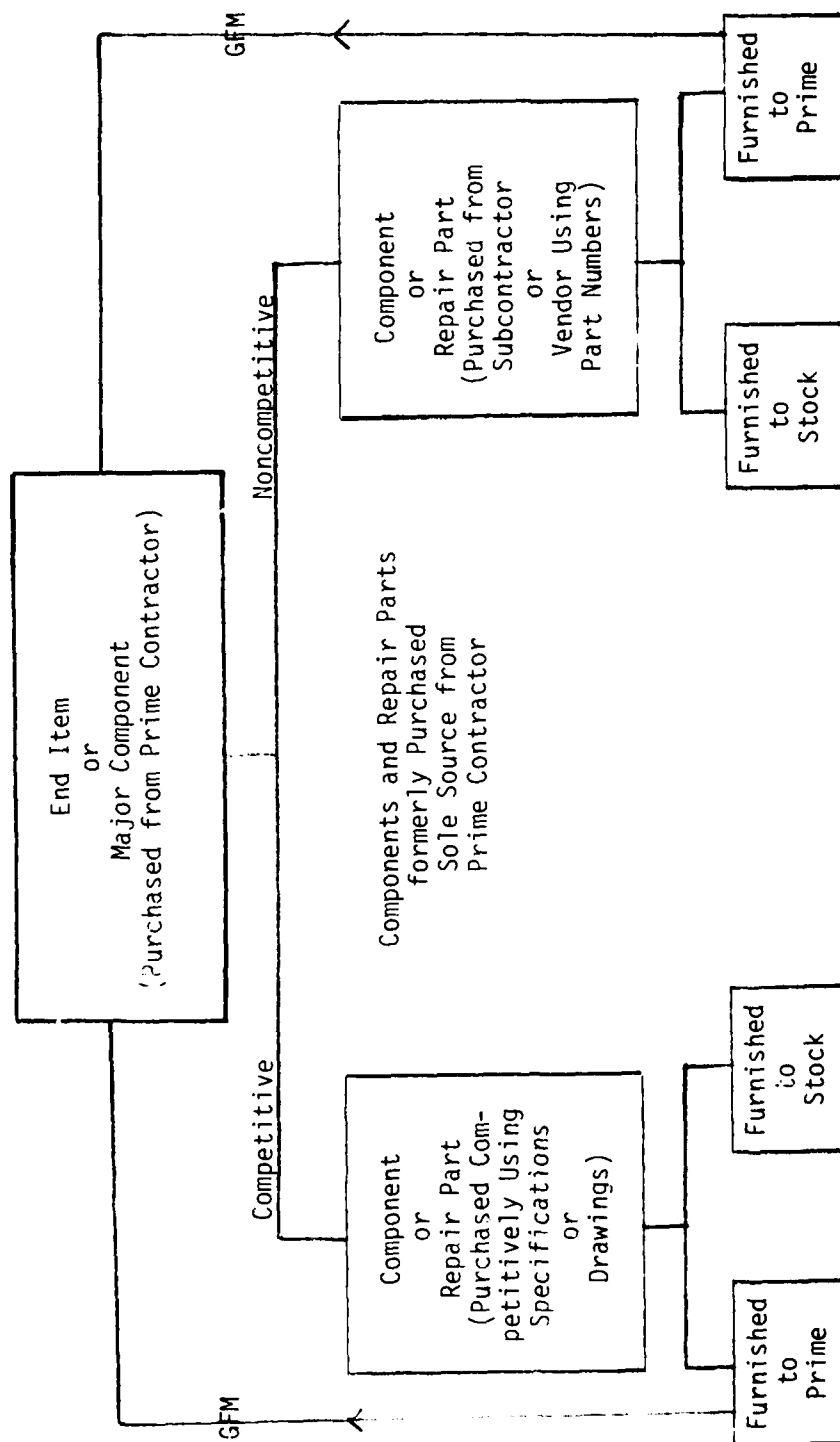 End Item
or
Major Component
(Purchased from Prime Contractor)
GFM
GFM
Competitive
Noncompetitive
Component
or
Repair Part
(Purchased Com-
petitively Using
Specifications
or
Drawings)
Components and Repair Parts
formerly Purchased
Sole Source from
Prime Contractor
Component
or
Repair Part
(Purchased from
Subcontractor
or
Vendor Using
Part Numbers)
Furnished
to
Prime
Furnished
to
Stock
Furnished
to
Stock
Furnished
to
Prime